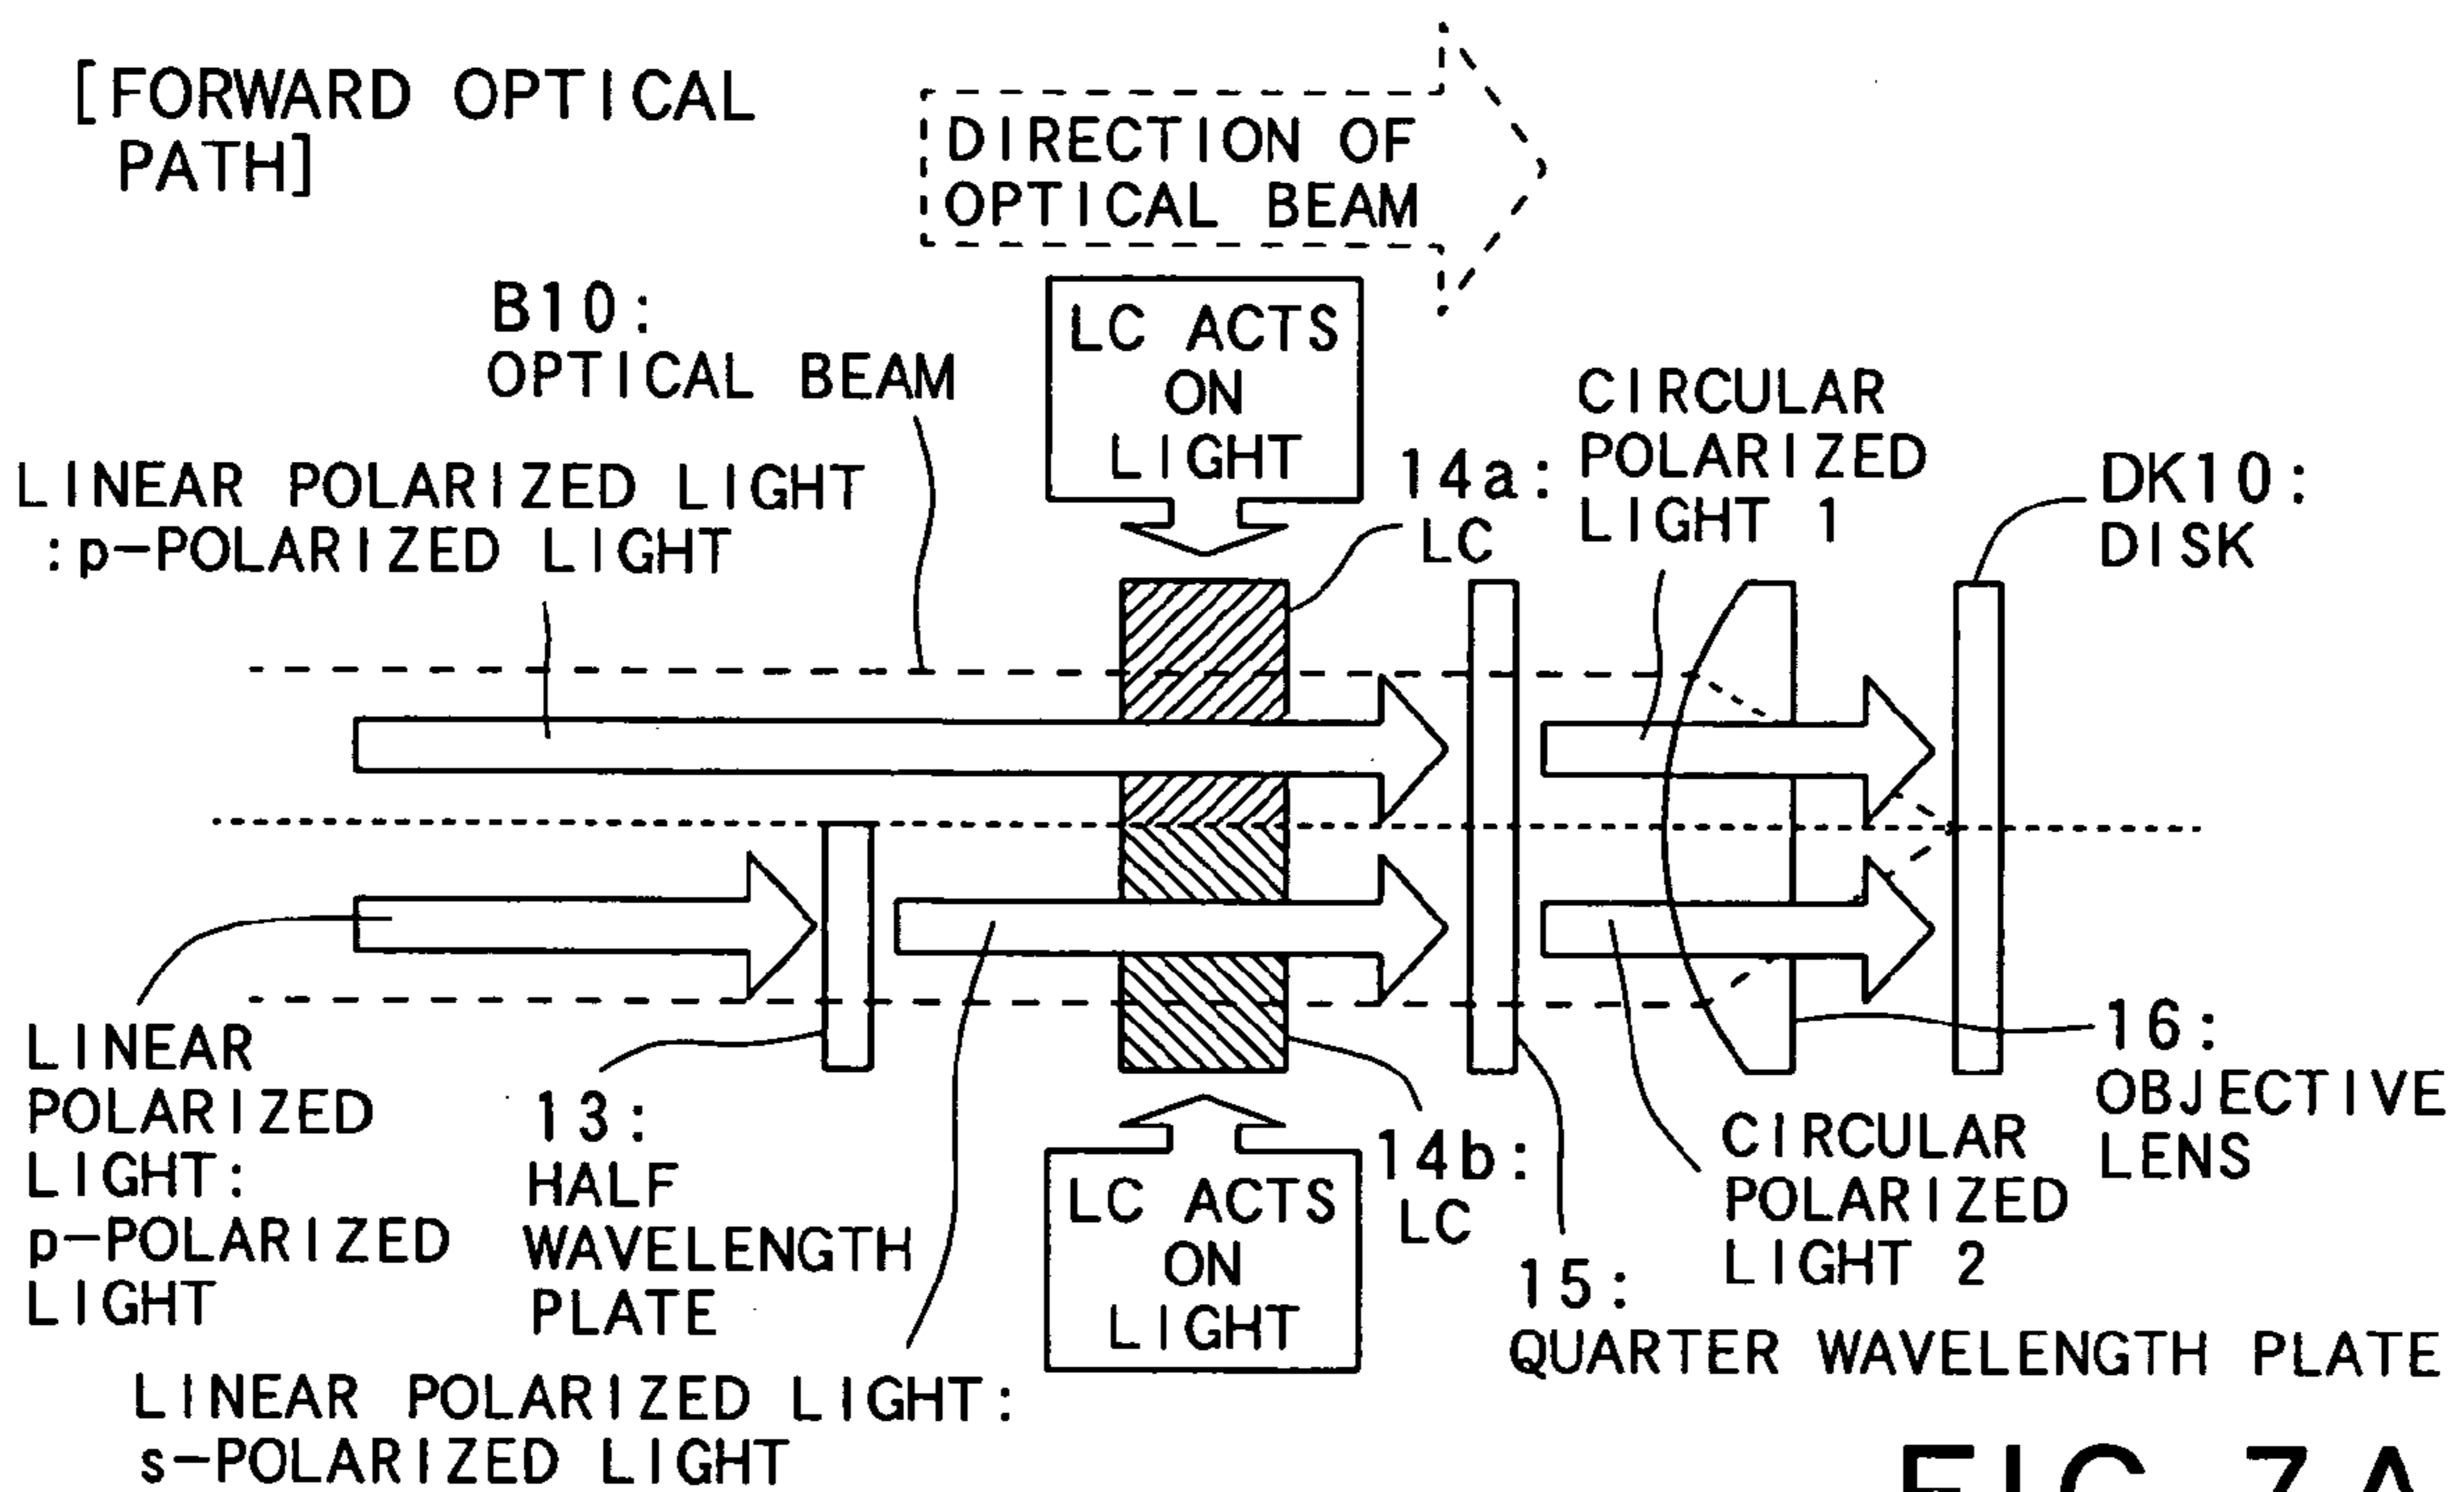 [FORWARD OPTICAL
PATH]
DIRECTION OF
OPTICAL BEAM
B10:
OPTICAL BEAM
LC ACTS
ON
LIGHT
LINEAR POLARIZED LIGHT
:p-POLARIZED LIGHT
14a:
LC
CIRCULAR
POLARIZED
LIGHT 1
DK10:
DISK
LINEAR
POLARIZED
LIGHT:
p-POLARIZED
LIGHT
13:
HALF
WAVELENGTH
PLATE
LINEAR POLARIZED LIGHT:
s-POLARIZED LIGHT
LC ACTS
ON
LIGHT
14b:
LC
15:
QUARTER WAVELENGTH PLATE
CIRCULAR
POLARIZED
LIGHT 2
16:
OBJECTIVE
LENS